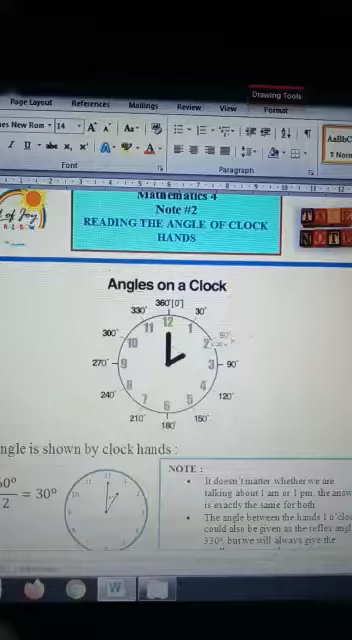 Drawing Tools
Page Layout References Mailings Review View Format
14 Aa
Font Paragraph
Mathematics 4
Note #2
READING THE ANGLE OF CLOCK
HANDS
of Joy
Angles on a Clock
360°[0°]
330° 30°
300° 60°
270° 90°
240° 120°
210° 150°
180°
12
11 1
10 2
9 3
8 4
7 5
6
ngle is shown by clock hands :
= 30°
2
NOTE :
It doesn't matter whether we are
talking about 1 am or 1 pm. the answ
is exactly the same for both
The angle between the hands 1 o'cloc
could also be given as the reflex angl
330°, but we will always give the